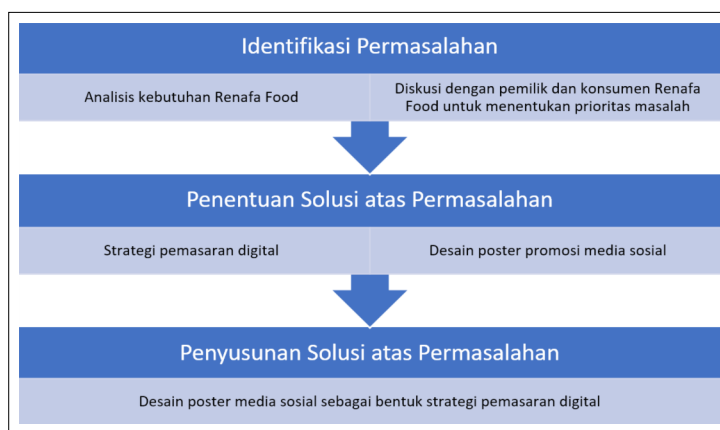 Identifikasi Permasalahan
Analisis kebutuhan Renafa Food
Diskusi dengan pemilik dan konsumen Renafa
Food untuk menentukan prioritas masalah
Penentuan Solusi atas Permasalahan
Strategi pemasaran digital
Desain poster promosi media sosial
Penyusunan Solusi atas Permasalahan
Desain poster media sosial sebagai bentuk strategi pemasaran digital